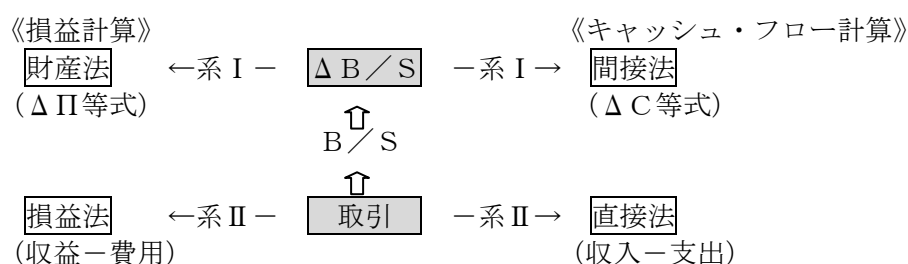 《損益計算》 《キャッシュ・フロー計算》
財産法 ←系Ⅰ－ ΔB／S －系Ⅰ→ 間接法
(ΔΠ等式) (ΔC等式)
⇧
B／S
⇧
損益法 ←系Ⅱ－ 取引 －系Ⅱ→ 直接法
(収益－費用) (収入－支出)